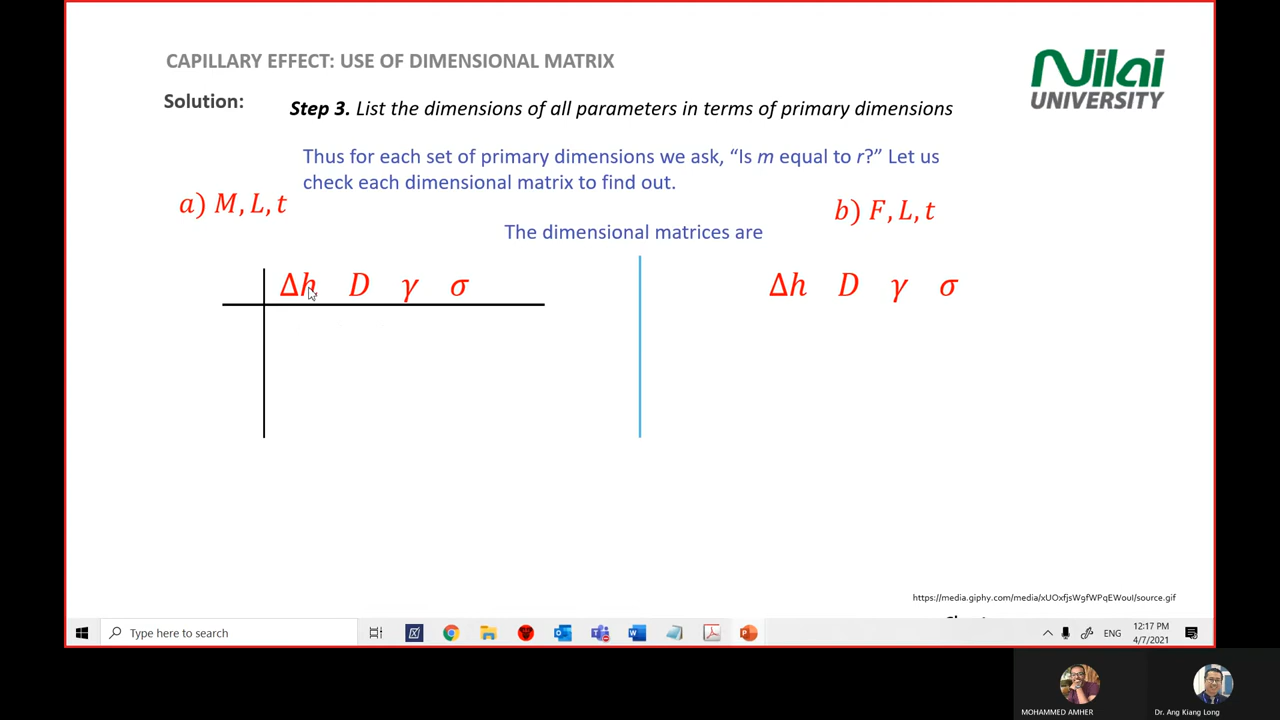 CAPILLARY EFFECT: USE OF DIMENSIONAL MATRIX
Nilai
UNIVERSITY
Solution:
Step 3. List the dimensions of all parameters in terms of primary dimensions
Thus for each set of primary dimensions we ask, “Is m equal to r?” Let us
check each dimensional matrix to find out.
a) M, L, t
b) F, L, t
The dimensional matrices are
Δh D γ σ
Δh D γ σ
https://media.giphy.com/media/xUOxfjsW9fWPqEWouI/source.gif
Type here to search
ENG
12:17 PM
4/7/2021
MOHAMMED AMHER
Dr. Ang Kiang Long